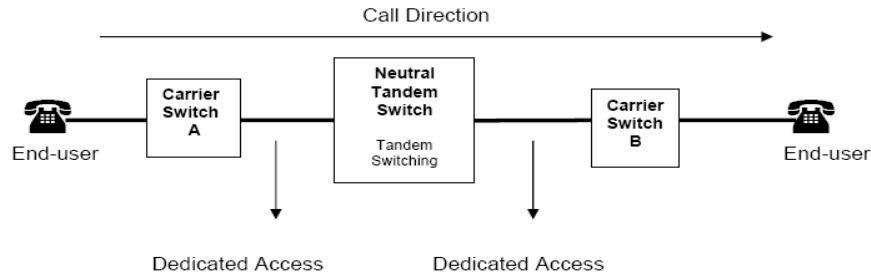 Call Direction
Neutral
Tandem
Switch
Tandem
Switching
Carrier
Switch
A
Carrier
Switch
B
End-user
End-user
Dedicated Access
Dedicated Access